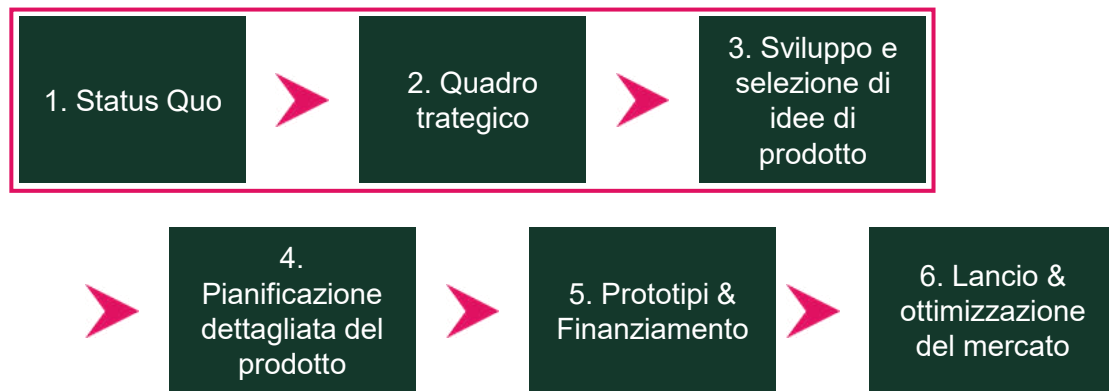 1. Status Quo
2. Quadro
trategico
3. Sviluppo e
selezione di
idee di
prodotto
4.
Pianificazione
dettagliata del
prodotto
5. Prototipi &
Finanziamento
6. Lancio &
ottimizzazione
del mercato